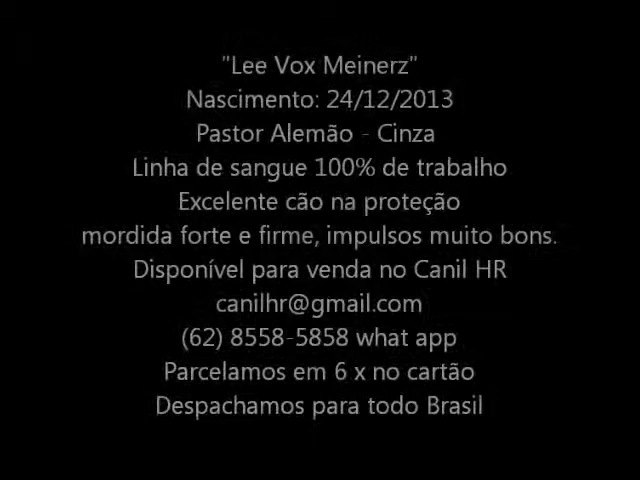 "Lee Vox Meinerz"
Nascimento: 24/12/2013
Pastor Alemão - Cinza
Linha de sangue 100% de trabalho
Excelente cão na proteção
mordida forte e firme, impulsos muito bons.
Disponível para venda no Canil HR
canilhr@gmail.com
(62) 8558-5858 what app
Parcelamos em 6 x no cartão
Despachamos para todo Brasil